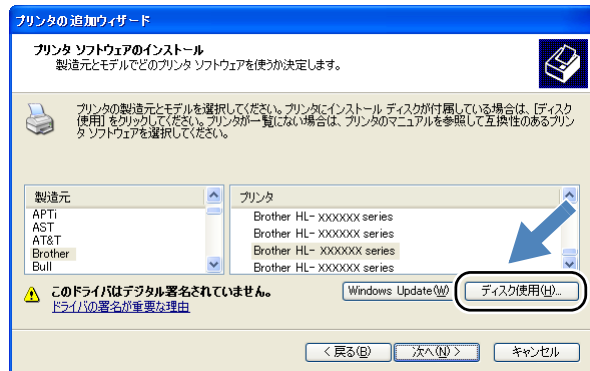 プリンタの追加ウィザード
プリンタ ソフトウェアのインストール
製造元とモデルでどのプリンタ ソフトウェアを使うか決定します。
プリンタの製造元とモデルを選択してください。プリンタにインストール ディスクが付属している場合は、[ディスク
使用] をクリックしてください。プリンタが一覧にない場合は、プリンタのマニュアルを参照して互換性のあるプリン
タ ソフトウェアを選択してください。
製造元
APTi
AST
AT&T
Brother
Bull
プリンタ
Brother HL- XXXXXX series
Brother HL- XXXXXX series
Brother HL- XXXXXX series
Brother HL- XXXXXX series
このドライバはデジタル署名されていません。
ドライバの署名が重要な理由
Windows Update(W)
ディスク使用(H)...
< 戻る(B)
次へ(N) >
キャンセル